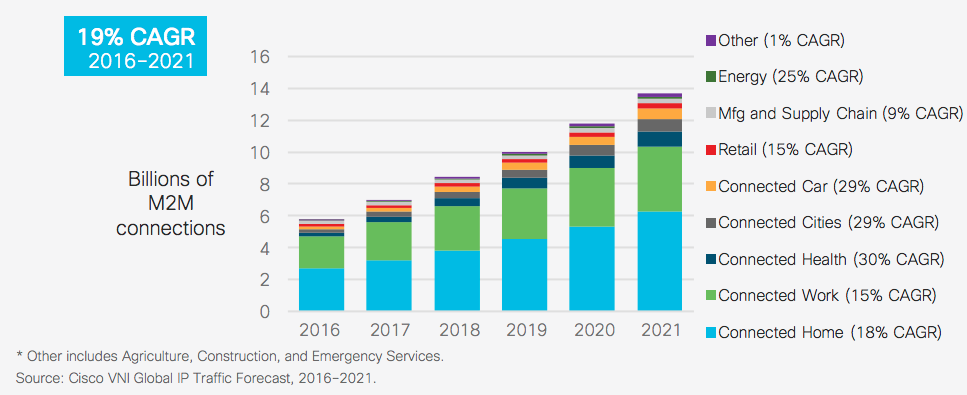 19% CAGR
2016–2021
Billions of
M2M
connections
16
14
12
10
8
6
4
2
0
2016 2017 2018 2019 2020 2021
Other (1% CAGR)
Energy (25% CAGR)
Mfg and Supply Chain (9% CAGR)
Retail (15% CAGR)
Connected Car (29% CAGR)
Connected Cities (29% CAGR)
Connected Health (30% CAGR)
Connected Work (15% CAGR)
Connected Home (18% CAGR)
* Other includes Agriculture, Construction, and Emergency Services.
Source: Cisco VNI Global IP Traffic Forecast, 2016–2021.